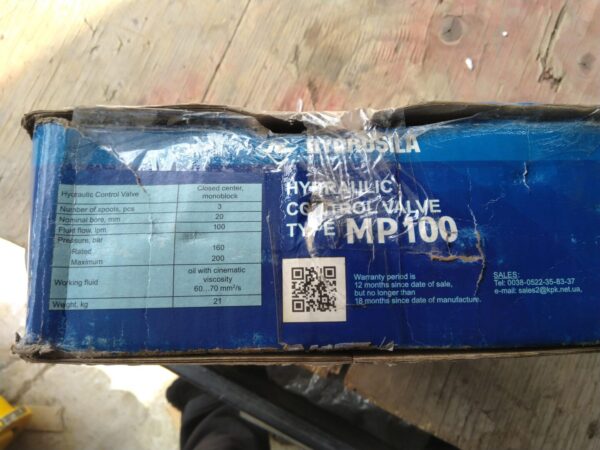 HYDROSILA
HYDRAULIC
CONTROL VALVE
TYPE MP100
Hydraulic Control Valve Closed center,
monoblock
Number of spools, pcs 3
Nominal bore, mm 20
Fluid flow, lpm 100
Pressure, bar
Rated 160
Maximum 200
Working fluid oil with cinematic
viscosity
60...70 mm²/s
Weight, kg 21
Warranty period is
12 months since date of sale,
but no longer than
18 months since date of manufacture.
SALES:
Tel: 0038-0522-35-83-37
e-mail: sales2@kpk.net.ua,